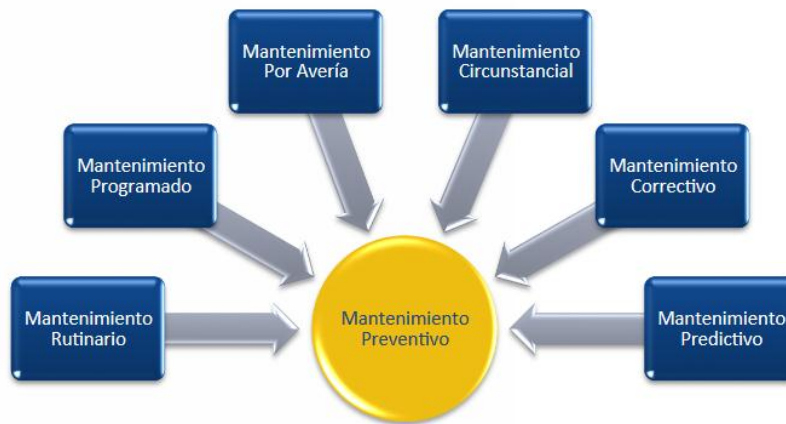 Mantenimiento
Por Avería
Mantenimiento
Circunstancial
Mantenimiento
Programado
Mantenimiento
Correctivo
Mantenimiento
Rutinario
Mantenimiento
Preventivo
Mantenimiento
Predictivo